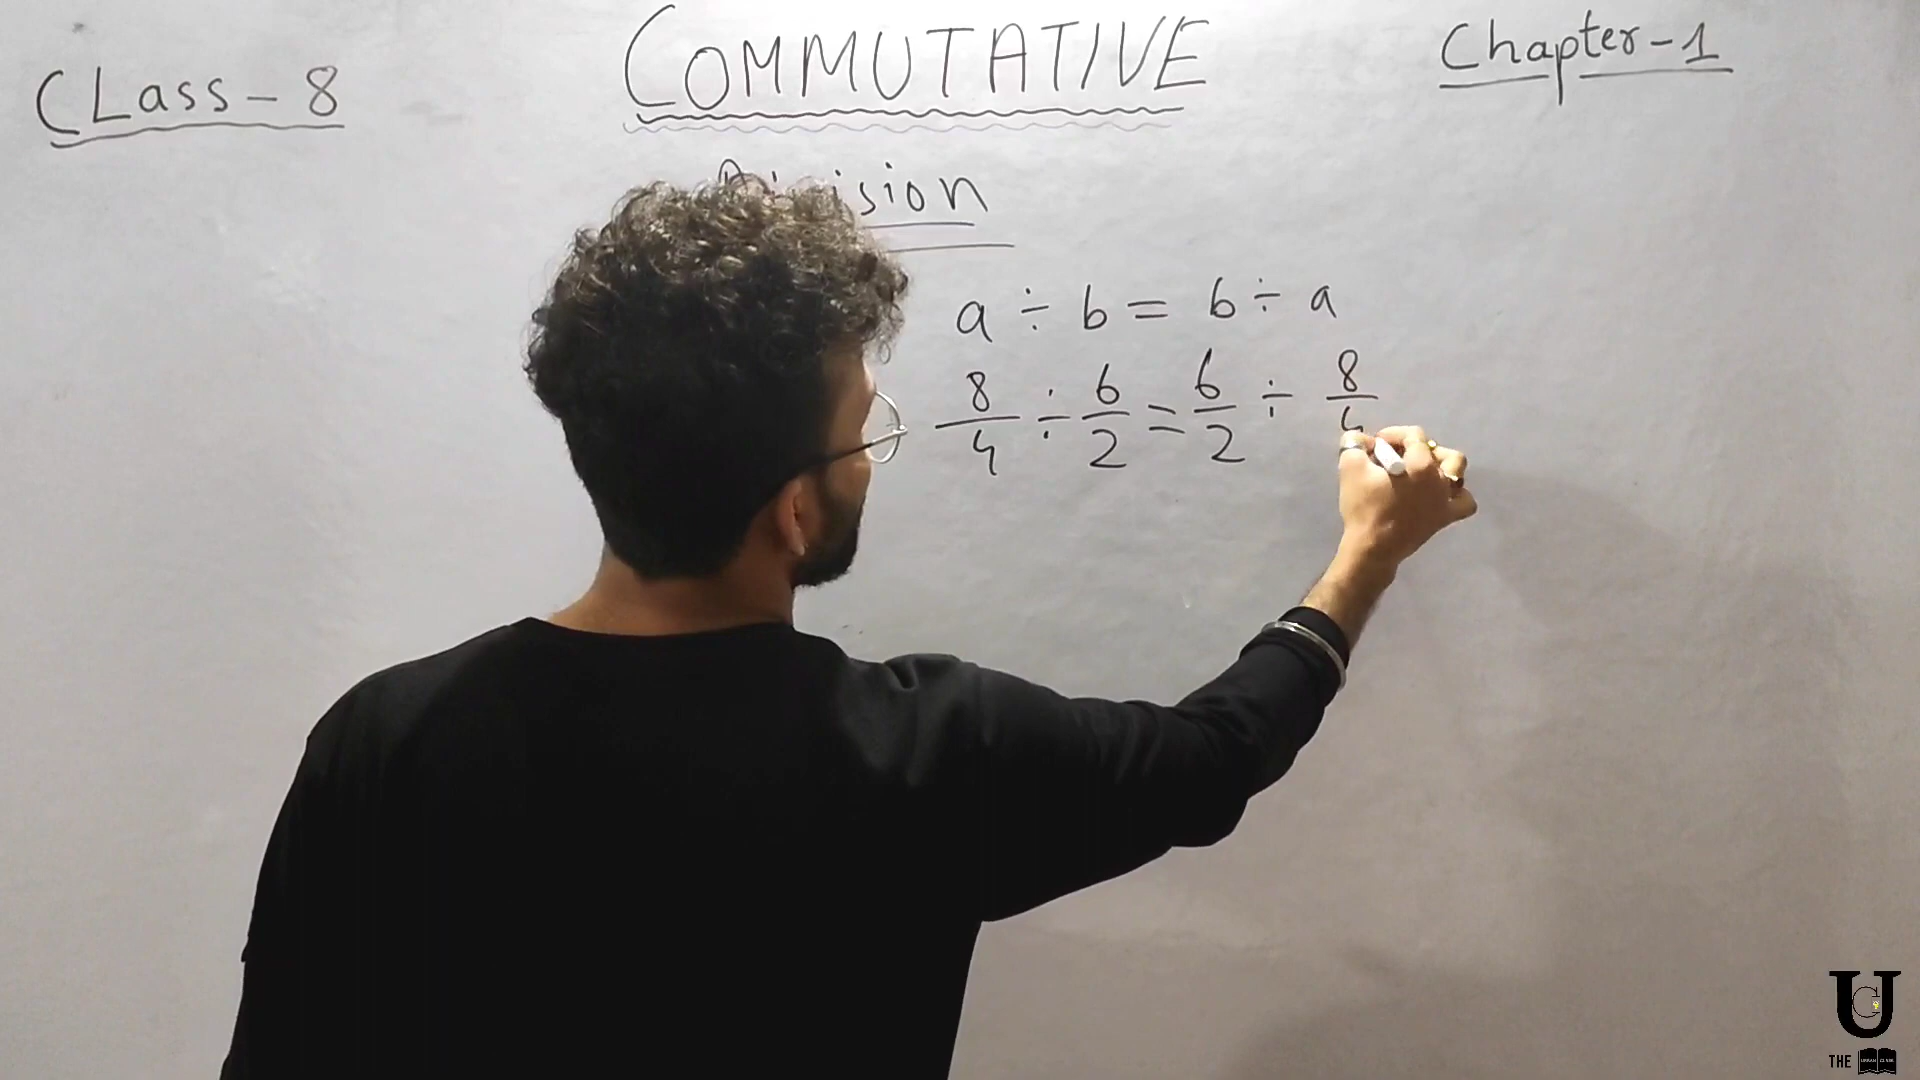 CLass - 8
COMMUTATIVE
Chapter - 1
Division
a ÷ b = b ÷ a
8/4 ÷ 6/2 = 6/2 ÷ 8/4
U
THE